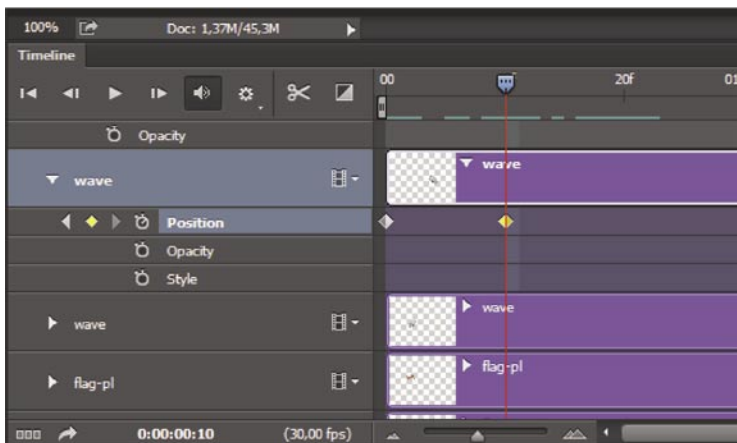 100% Doc: 1,37M/45,3M
Timeline
00 20f 01
Opacity
wave wave
Position
Opacity
Style
wave wave
flag-pl flag-pl
0:00:00:10 (30,00 fps)